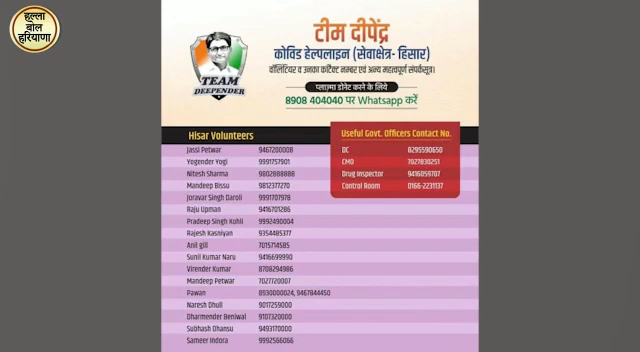 हल्ला
बोल
हरियाणा
टीम दीपेंद्र
कोविड हेल्पलाइन (सेवाक्षेत्र- हिसार)
वॉलिंटियर व उनका कांटेक्ट नम्बर एवं अन्य महत्वपूर्ण संपर्कसूत्र।
प्लाज़्मा डोनेट करने के लिये
8908 404040 पर Whatsapp करें
TEAM
DEEPENDER
Hisar Volunteers
Jassi Petwar 9467200008
Yogender Yogi 9991757901
Nitesh Sharma 9802888888
Mandeep Bissu 9812377270
Joravar Singh Daroli 9991707978
Raju Upman 9416701286
Pradeep Singh Kohli 9992490004
Rajesh Kasniyan 9354485377
Anil gill 7015714585
Sunil Kumar Naru 9416699990
Virender Kumar 8708294986
Mandeep Petwar 7027720007
Pawan 8930000024, 9467844450
Naresh Dhull 9017259000
Dharmender Beniwal 9107320000
Subhash Dhansu 9493170000
Sameer Indora 9992566066
Useful Govt. Officers Contact No.
DC 8295590650
CMO 7027830251
Drug Inspector 9416059707
Control Room 0166-2231137